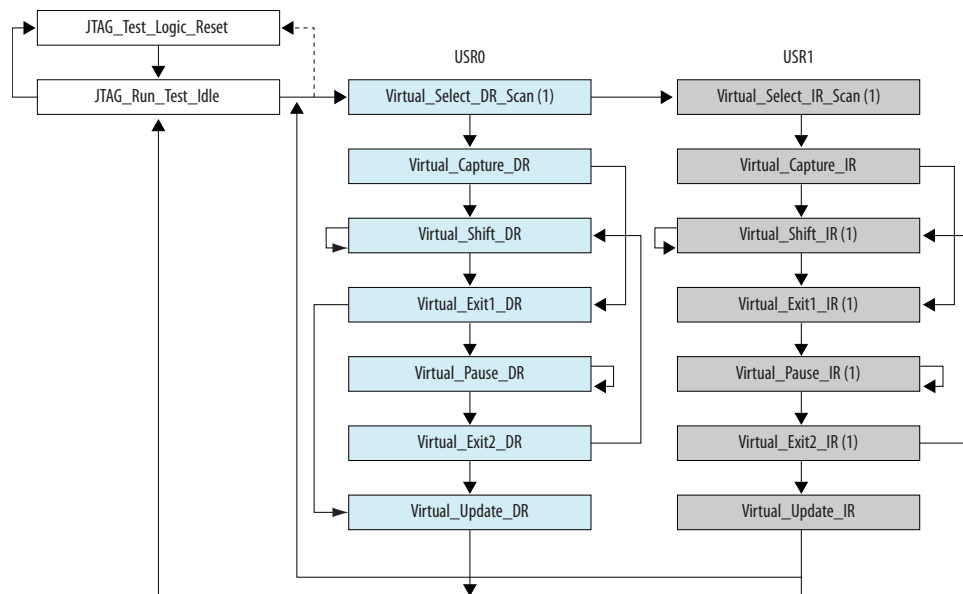 JTAG_Test_Logic_Reset
JTAG_Run_Test_Idle
USR0
Virtual_Select_DR_Scan (1)
Virtual_Capture_DR
Virtual_Shift_DR
Virtual_Exit1_DR
Virtual_Pause_DR
Virtual_Exit2_DR
Virtual_Update_DR
USR1
Virtual_Select_IR_Scan (1)
Virtual_Capture_IR
Virtual_Shift_IR (1)
Virtual_Exit1_IR (1)
Virtual_Pause_IR (1)
Virtual_Exit2_IR (1)
Virtual_Update_IR